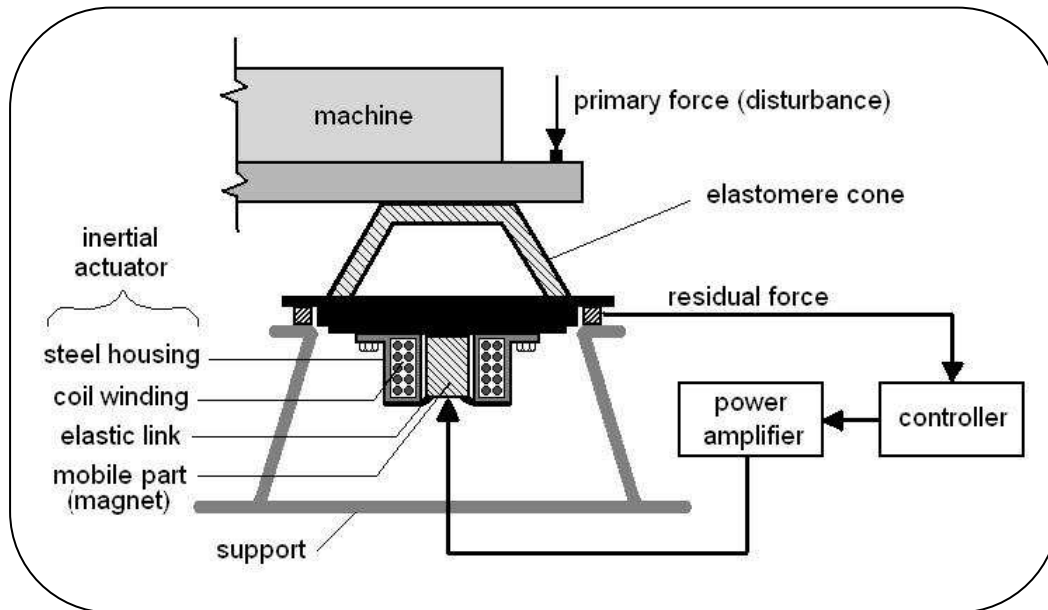 machine
primary force (disturbance)
elastomere cone
inertial
actuator
residual force
steel housing
coil winding
elastic link
mobile part
(magnet)
power
amplifier
controller
support